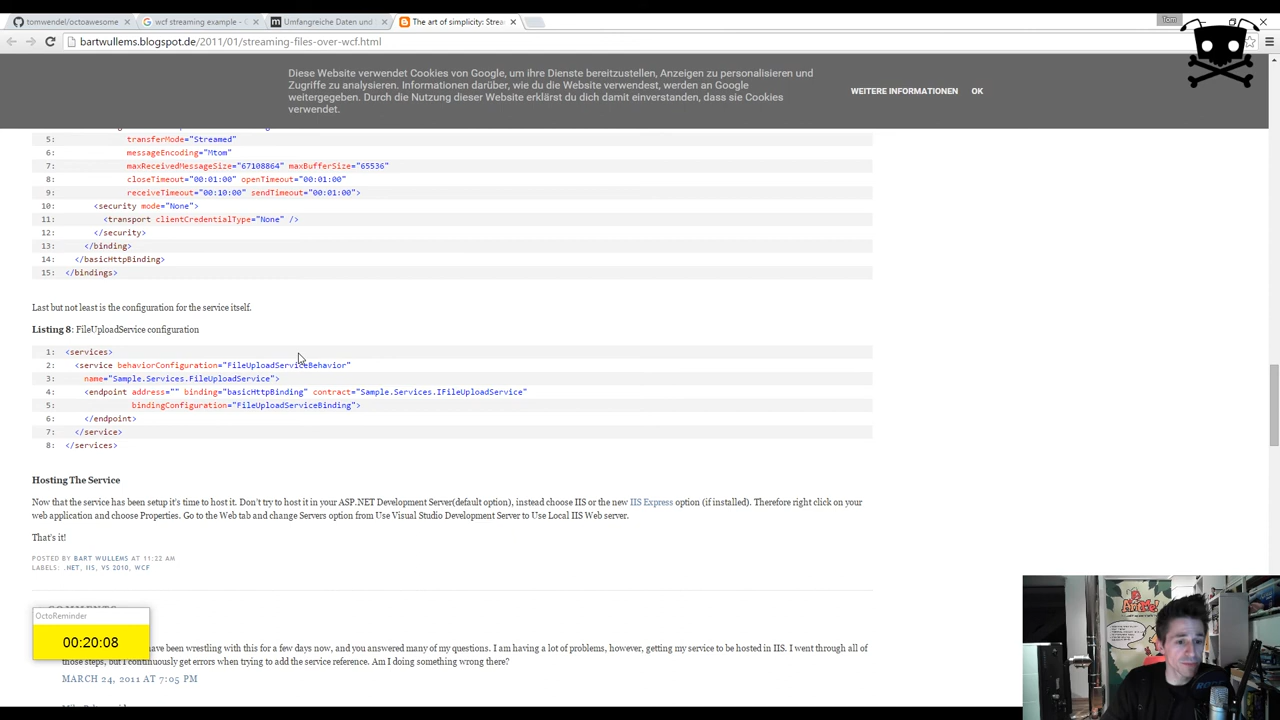 tomwendel/octoawesome
wcf streaming example - G
Umfangreiche Daten und
The art of simplicity: Strea
Tom
bartwullems.blogspot.de/2011/01/streaming-files-over-wcf.html
Diese Website verwendet Cookies von Google, um ihre Dienste bereitzustellen, Anzeigen zu personalisieren und
Zugriffe zu analysieren. Informationen darüber, wie du die Website verwendest, werden an Google
weitergegeben. Durch die Nutzung dieser Website erklärst du dich damit einverstanden, dass sie Cookies
verwendet.
WEITERE INFORMATIONEN OK
5: transferMode="Streamed"
6: messageEncoding="Mtom"
7: maxReceivedMessageSize="67108864" maxBufferSize="65536"
8: closeTimeout="00:01:00" openTimeout="00:01:00"
9: receiveTimeout="00:10:00" sendTimeout="00:01:00">
10: <security mode="None">
11: <transport clientCredentialType="None" />
12: </security>
13: </binding>
14: </basicHttpBinding>
15: </bindings>
Last but not least is the configuration for the service itself.
Listing 8: FileUploadService configuration
1: <services>
2: <service behaviorConfiguration="FileUploadServiceBehavior"
3: name="Sample.Services.FileUploadService">
4: <endpoint address="" binding="basicHttpBinding" contract="Sample.Services.IFileUploadService"
5: bindingConfiguration="FileUploadServiceBinding">
6: </endpoint>
7: </service>
8: </services>
Hosting The Service
Now that the service has been setup it's time to host it. Don't try to host it in your ASP.NET Development Server(default option), instead choose IIS or the new IIS Express option (if installed). Therefore right click on your
web application and choose Properties. Go to the Web tab and change Servers option from Use Visual Studio Development Server to Use Local IIS Web server.
That's it!
POSTED BY BART WULLEMS AT 11:22 AM
LABELS: .NET, IIS, VS 2010, WCF
OctoReminder
00:20:08
have been wrestling with this for a few days now, and you answered many of my questions. I am having a lot of problems, however, getting my service to be hosted in IIS. I went through all of
those steps, but I continuously get errors when trying to add the service reference. Am I doing something wrong there?
MARCH 24, 2011 AT 7:05 PM